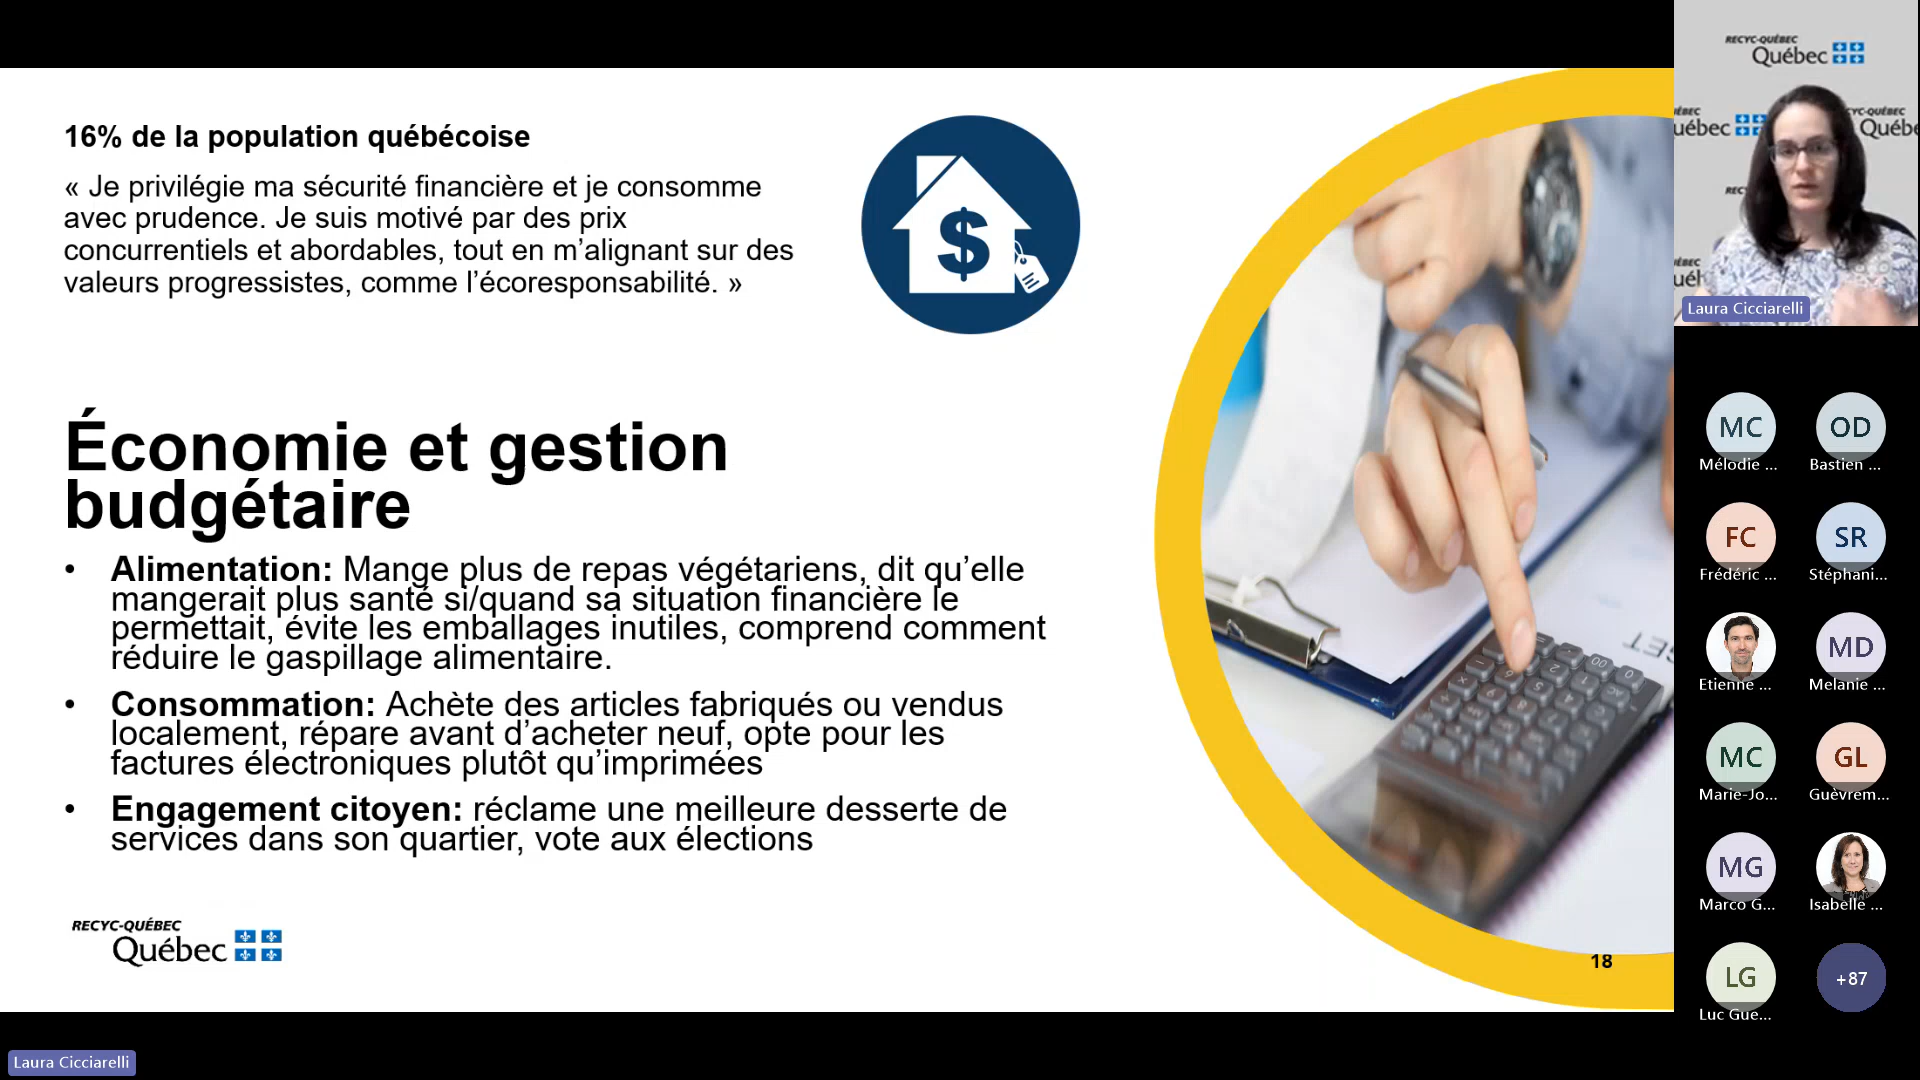 16% de la population québécoise
« Je privilégie ma sécurité financière et je consomme
avec prudence. Je suis motivé par des prix
concurrentiels et abordables, tout en m’alignant sur des
valeurs progressistes, comme l’écoresponsabilité. »
$
Économie et gestion
budgétaire
• Alimentation: Mange plus de repas végétariens, dit qu’elle
mangerait plus santé si/quand sa situation financière le
permettait, évite les emballages inutiles, comprend comment
réduire le gaspillage alimentaire.
• Consommation: Achète des articles fabriqués ou vendus
localement, répare avant d’acheter neuf, opte pour les
factures électroniques plutôt qu’imprimées
• Engagement citoyen: réclame une meilleure desserte de
services dans son quartier, vote aux élections
RECYC-QUÉBEC
Québec
18
RECYC-QUÉBEC
Québec
Laura Cicciarelli
MC
Mélodie ...
OD
Bastien ...
FC
Frédéric ...
SR
Stéphani...
Etienne ...
MD
Melanie ...
MC
Marie-Jo...
GL
Guèvrem...
MG
Marco G...
Isabelle ...
LG
Luc Gue...
+87
Laura Cicciarelli